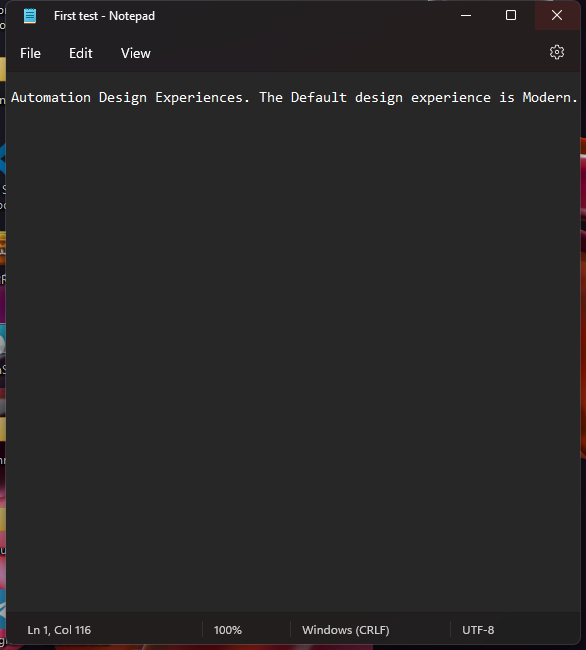 First test - Notepad
File Edit View
Automation Design Experiences. The Default design experience is Modern.
Ln 1, Col 116 100% Windows (CRLF) UTF-8